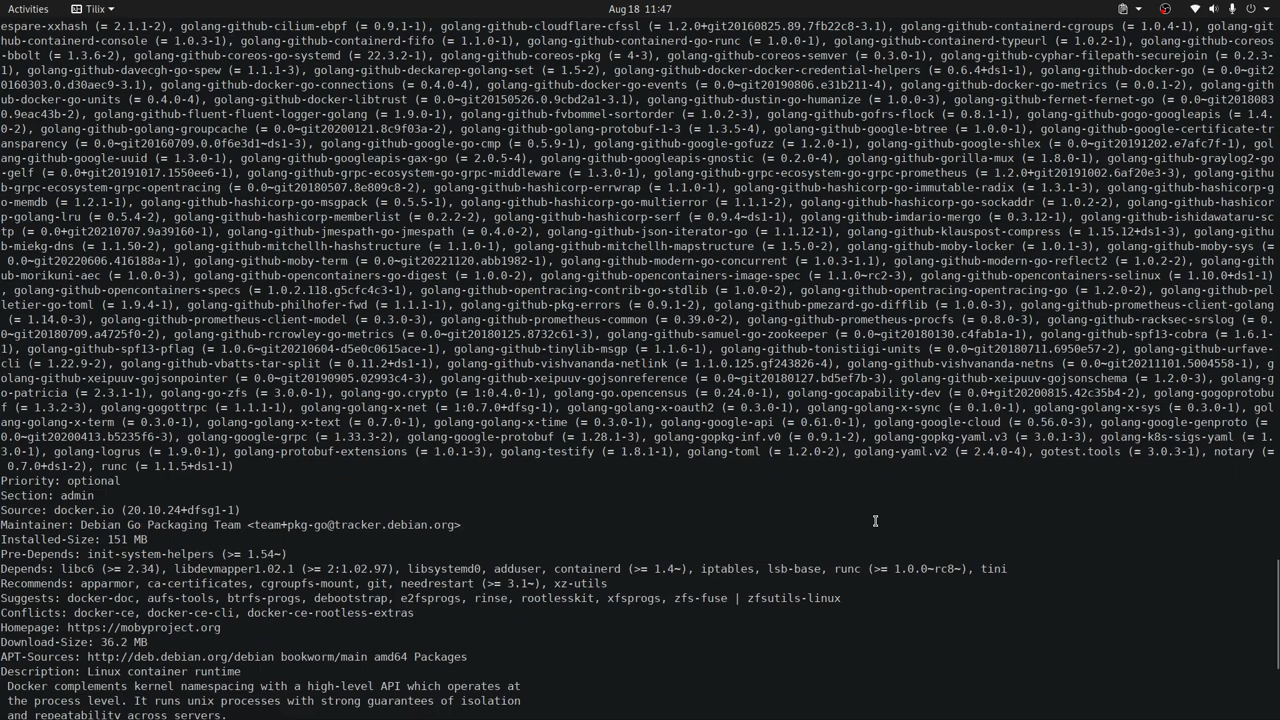 Activities Tilix Aug 18 11:47
espare-xxhash (= 2.1.1-2), golang-github-cilium-ebpf (= 0.9.1-1), golang-github-cloudflare-cfssl (= 1.2.0+git20160825.89.7fb22c8-3.1), golang-git
hub-containerd-console (= 1.0.3-1), golang-github-containerd-fifo (= 1.1.0-1), golang-github-containerd-go-runc (= 1.0.0-1), golang-github-coreos
-bbolt (= 1.3.6-2), golang-github-coreos-go-systemd (= 22.3.2-1), golang-github-coreos-pkg (= 4-3), golang-github-coreos-semver (= 0.3.0-1), golang-github-cyphar-filepath-securejoin (= 0.2.3-
1), golang-github-davecgh-go-spew (= 1.1.1-3), golang-github-deckarep-golang-set (= 1.5-2), golang-github-docker-docker-credential-helpers (= 0.6.4+ds1-1), golang-github-docker-go (= 0.0~git2
0160303.0.d30aec9-3.1), golang-github-docker-go-connections (= 0.4.0-4), golang-github-docker-go-events (= 0.0~git20190806.e31b211-4), golang-github-docker-go-metrics (= 0.0.1-2), golang-gith
ub-docker-go-units (= 0.4.0-4), golang-github-docker-libtrust (= 0.0~git20150526.0.9cbd2a1-3.1), golang-github-dustin-go-humanize (= 1.0.0-3), golang-github-fernet-fernet-go (= 0.0~git2018083
0.9eac43b-2), golang-github-fluent-fluent-logger-golang (= 1.9.0-1), golang-github-fvbommel-sortorder (= 1.0.2-3), golang-github-gofrs-flock (= 0.8.1-1), golang-github-gogo-googleapis (= 1.4.
0-2), golang-github-golang-groupcache (= 0.0~git20200121.8c9f03a-2), golang-github-golang-protobuf-1-3 (= 1.3.5-4), golang-github-google-btree (= 1.0.0-1), golang-github-google-certificate-tr
ansparency (= 0.0~git20160709.0.0f6e3d1~ds1-3), golang-github-google-go-cmp (= 0.5.9-1), golang-github-google-gofuzz (= 1.2.0-1), golang-github-google-shlex (= 0.0~git20191202.e7afc7f-1), gol
ang-github-google-uuid (= 1.3.0-1), golang-github-googleapis-gax-go (= 2.0.5-4), golang-github-googleapis-gnostic (= 0.2.0-4), golang-github-gorilla-mux (= 1.8.0-1), golang-github-graylog2-go
-gelf (= 0.0+git20191017.1550ee6-1), golang-github-grpc-ecosystem-go-grpc-middleware (= 1.3.0-1), golang-github-grpc-ecosystem-go-grpc-prometheus (= 1.2.0+git20191002.6af20e3-3), golang-githu
b-grpc-ecosystem-grpc-opentracing (= 0.0~git20180507.8e809c8-2), golang-github-hashicorp-errwrap (= 1.1.0-1), golang-github-hashicorp-go-immutable-radix (= 1.3.1-3), golang-github-hashicorp-g
o-memdb (= 1.2.1-1), golang-github-hashicorp-go-msgpack (= 0.5.5-1), golang-github-hashicorp-go-multierror (= 1.1.1-2), golang-github-hashicorp-go-sockaddr (= 1.0.2-2), golang-github-hashicor
p-golang-lru (= 0.5.4-2), golang-github-hashicorp-memberlist (= 0.2.2-2), golang-github-hashicorp-serf (= 0.9.4~ds1-1), golang-github-imdario-mergo (= 0.3.12-1), golang-github-ishidawataru-sc
tp (= 0.0+git20210707.9a39160-1), golang-github-jmespath-go-jmespath (= 0.4.0-2), golang-github-json-iterator-go (= 1.1.12-1), golang-github-klauspost-compress (= 1.15.12+ds1-3), golang-githu
b-miekg-dns (= 1.1.50-2), golang-github-mitchellh-hashstructure (= 1.1.0-1), golang-github-mitchellh-mapstructure (= 1.5.0-2), golang-github-moby-locker (= 1.0.1-3), golang-github-moby-sys (=
 0.0~git20220606.416188a-1), golang-github-moby-term (= 0.0~git20221120.abb1982-1), golang-github-modern-go-concurrent (= 1.0.3-1.1), golang-github-modern-go-reflect2 (= 1.0.2-2), golang-gith
ub-morikuni-aec (= 1.0.0-3), golang-github-opencontainers-go-digest (= 1.0.0-2), golang-github-opencontainers-image-spec (= 1.1.0~rc2-3), golang-github-opencontainers-selinux (= 1.10.0+ds1-1)
, golang-github-opencontainers-specs (= 1.0.2.118.g5cfc4c3-1), golang-github-opentracing-contrib-go-stdlib (= 1.0.0-2), golang-github-opentracing-opentracing-go (= 1.2.0-2), golang-github-pel
letier-go-toml (= 1.9.4-1), golang-github-philhofer-fwd (= 1.1.1-1), golang-github-pkg-errors (= 0.9.1-2), golang-github-pmezard-go-difflib (= 1.0.0-3), golang-github-prometheus-client-golang
 (= 1.14.0-3), golang-github-prometheus-client-model (= 0.3.0-3), golang-github-prometheus-common (= 0.39.0-2), golang-github-prometheus-procfs (= 0.8.0-3), golang-github-racksec-srslog (= 0.
0~git20180709.a4725f0-2), golang-github-rcrowley-go-metrics (= 0.0~git20180125.8732c61-3), golang-github-samuel-go-zookeeper (= 0.0~git20180130.c4fab1a-1), golang-github-spf13-cobra (= 1.6.1-
1), golang-github-spf13-pflag (= 1.0.6~git20210604-d5e0c0615ace-1), golang-github-tinylib-msgp (= 1.1.6-1), golang-github-tonistiigi-units (= 0.0~git20180711.6950e57-2), golang-github-urfave-
cli (= 1.22.9-2), golang-github-vbatts-tar-split (= 0.11.2+ds1-1), golang-github-vishvananda-netlink (= 1.1.0.125.gf243826-4), golang-github-vishvananda-netns (= 0.0~git20211101.5004558-1), g
olang-github-xeipuuv-gojsonpointer (= 0.0~git20190905.02993c4-3), golang-github-xeipuuv-gojsonreference (= 0.0~git20180127.bd5ef7b-3), golang-github-xeipuuv-gojsonschema (= 1.2.0-3), golang-g
o-patricia (= 2.3.1-1), golang-go-zfs (= 3.0.0-1), golang-go.crypto (= 1:0.4.0-1), golang-go.opencensus (= 0.24.0-1), golang-gocapability-dev (= 0.0+git20200815.42c35b4-2), golang-gogoprotobu
f (= 1.3.2-3), golang-gogottrpc (= 1.1.1-1), golang-golang-x-net (= 1:0.7.0+dfsg-1), golang-golang-x-oauth2 (= 0.3.0-1), golang-golang-x-sync (= 0.1.0-1), golang-golang-x-sys (= 0.3.0-1), gol
ang-golang-x-term (= 0.3.0-1), golang-golang-x-text (= 0.7.0-1), golang-golang-x-time (= 0.3.0-1), golang-google-api (= 0.61.0-1), golang-google-cloud (= 0.56.0-3), golang-google-genproto (=
0.0~git20200413.b5235f6-3), golang-google-grpc (= 1.33.3-2), golang-google-protobuf (= 1.28.1-3), golang-gopkg-inf.v0 (= 0.9.1-2), golang-gopkg-yaml.v3 (= 3.0.1-3), golang-k8s-sigs-yaml (= 1.
3.0-1), golang-logrus (= 1.9.0-1), golang-protobuf-extensions (= 1.0.1-3), golang-testify (= 1.8.1-1), golang-toml (= 1.2.0-2), golang-yaml.v2 (= 2.4.0-4), gotest.tools (= 3.0.3-1), notary (=
 0.7.0+ds1-2), runc (= 1.1.5+ds1-1)
Priority: optional
Section: admin
Source: docker.io (20.10.24+dfsg1-1)
Maintainer: Debian Go Packaging Team <team+pkg-go@tracker.debian.org>
Installed-Size: 151 MB
Pre-Depends: init-system-helpers (>= 1.54~)
Depends: libc6 (>= 2.34), libdevmapper1.02.1 (>= 2:1.02.97), libsystemd0, adduser, containerd (>= 1.4~), iptables, lsb-base, runc (>= 1.0.0~rc8~), tini
Recommends: apparmor, ca-certificates, cgroupfs-mount, git, needrestart (>= 3.1~), xz-utils
Suggests: docker-doc, aufs-tools, btrfs-progs, debootstrap, e2fsprogs, rinse, rootlesskit, xfsprogs, zfs-fuse | zfsutils-linux
Conflicts: docker-ce, docker-ce-cli, docker-ce-rootless-extras
Homepage: https://mobyproject.org
Download-Size: 36.2 MB
APT-Sources: http://deb.debian.org/debian bookworm/main amd64 Packages
Description: Linux container runtime
 Docker complements kernel namespacing with a high-level API which operates at
 the process level. It runs unix processes with strong guarantees of isolation
 and repeatability across servers.